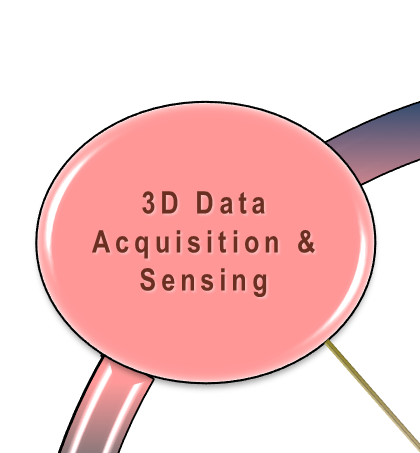 3D Data
Acquisition &
Sensing